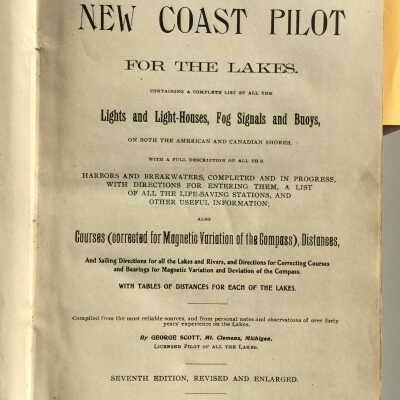 NEW COAST PILOT
FOR THE LAKES.
CONTAINING A COMPLETE LIST OF ALL THE
Lights and Light-Houses, Fog Signals and Buoys,
ON BOTH THE AMERICAN AND CANADIAN SHORES.
WITH A FULL DESCRIPTION OF ALL THE
HARBORS AND BREAKWATERS, COMPLETED AND IN PROGRESS,
WITH DIRECTIONS FOR ENTERING THEM, A LIST
OF ALL THE LIFE-SAVING STATIONS, AND
OTHER USEFUL INFORMATION;
ALSO
Courses (corrected for Magnetic Variation of the Compass), Distances,
And Sailing Directions for all the Lakes and Rivers, and Directions for Correcting Courses
and Bearings for Magnetic Variation and Deviation of the Compass.
WITH TABLES OF DISTANCES FOR EACH OF THE LAKES.
Compiled from the most reliable sources, and from personal notes and observations of over forty
years' experience on the Lakes.
By GEORGE SCOTT, Mt. Clemens, Michigan,
LICENSED PILOT OF ALL THE LAKES.
SEVENTH EDITION, REVISED AND ENLARGED.